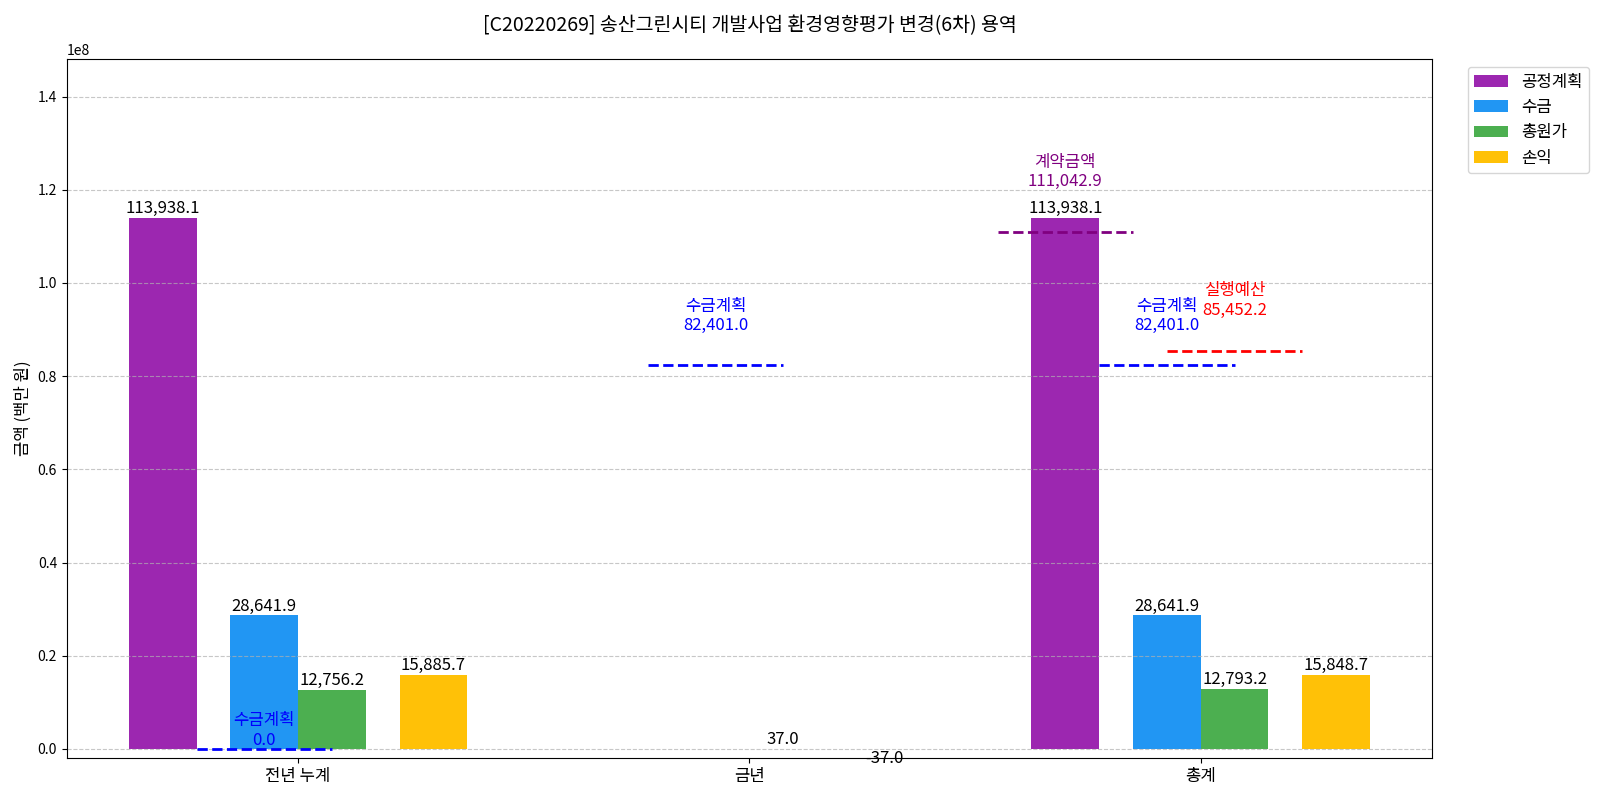 [C20220269] 송산그린시티 개발사업 환경영향평가 변경(6차) 용역
1e8
공정계획
수금
총원가
손익
금액 (백만 원)
1.4
1.2
1.0
0.8
0.6
0.4
0.2
0.0
113,938.1
28,641.9
12,756.2
15,885.7
수금계획
0.0
수금계획
82,401.0
37.0
-37.0
계약금액
111,042.9
113,938.1
수금계획
82,401.0
실행예산
85,452.2
28,641.9
12,793.2
15,848.7
전년 누계
금년
총계